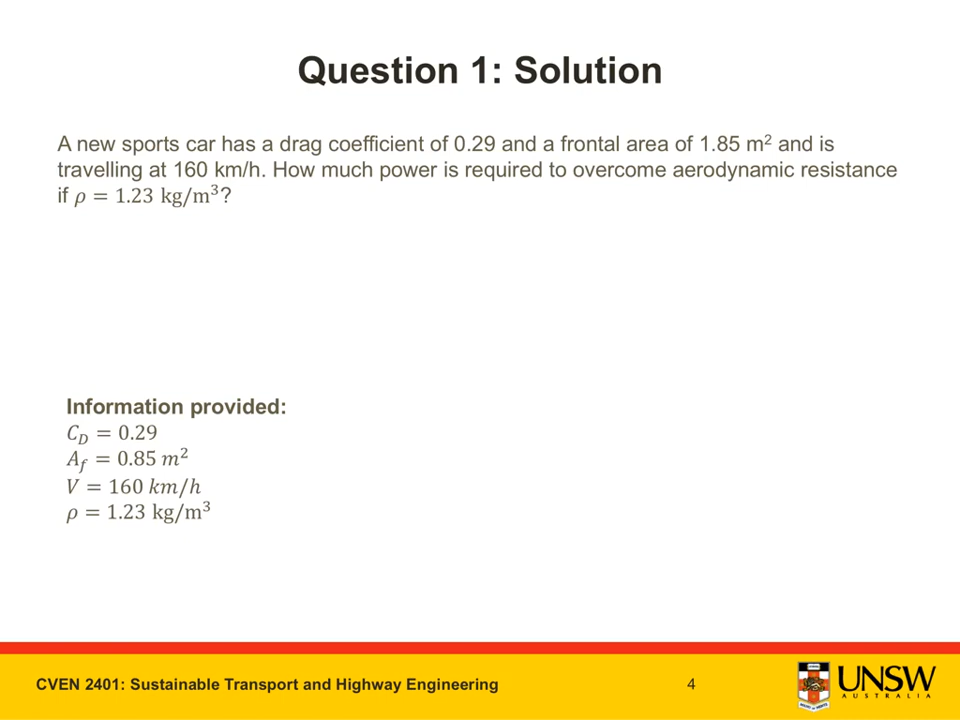 Question 1: Solution
A new sports car has a drag coefficient of 0.29 and a frontal area of 1.85 m² and is
travelling at 160 km/h. How much power is required to overcome aerodynamic resistance
if ρ = 1.23 kg/m³?
Information provided:
C_D = 0.29
A_f = 0.85 m²
V = 160 km/h
ρ = 1.23 kg/m³
CVEN 2401: Sustainable Transport and Highway Engineering
4
UNSW
AUSTRALIA